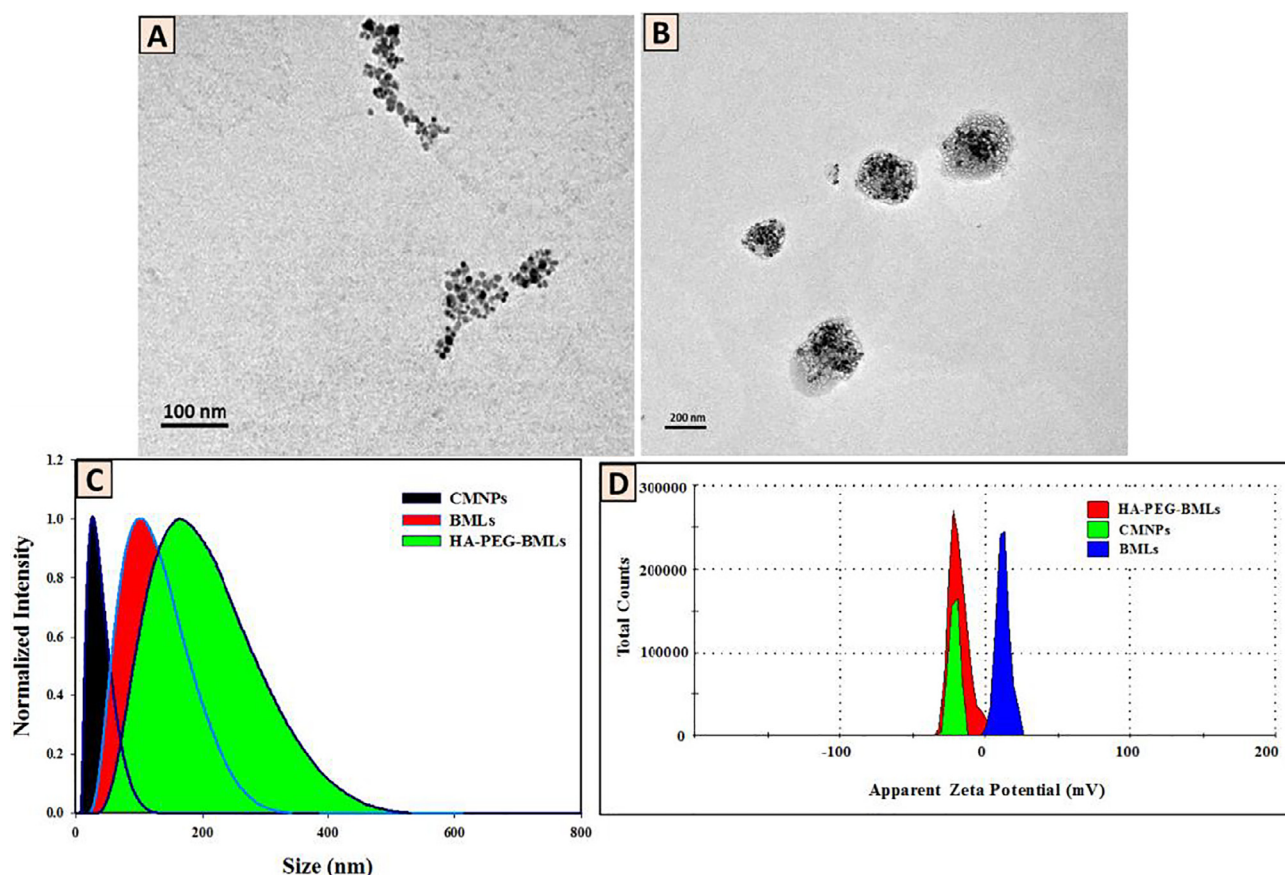 A
100 nm
B
200 nm
C
1.2
1.0
0.8
0.6
0.4
0.2
0.0
0
200
400
600
800
Normalized Intensity
Size (nm)
CMNPs
BMLs
HA-PEG-BMLs
D
300000
200000
100000
0
-100
0
100
200
Total Counts
Apparent Zeta Potential (mV)
HA-PEG-BMLs
CMNPs
BMLs